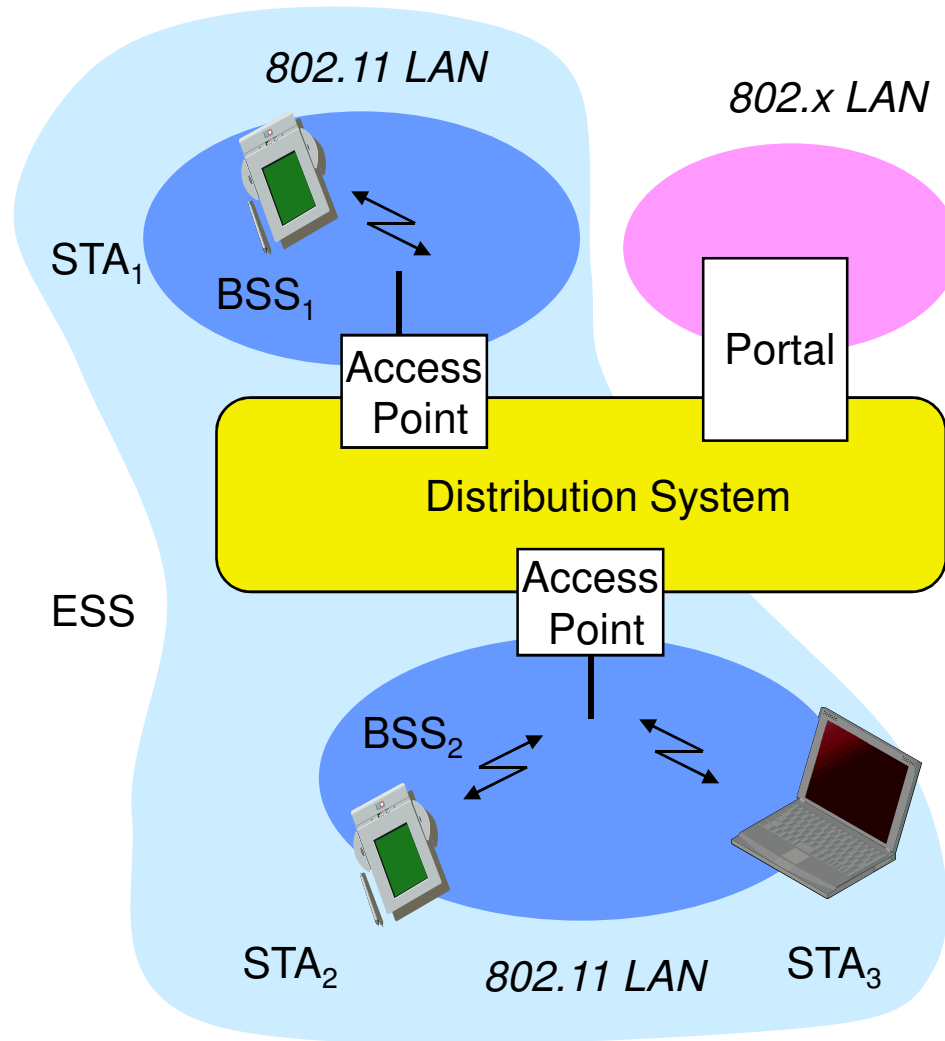 802.11 LAN
802.x LAN
STA₁
BSS₁
Access
Point
Portal
Distribution System
Access
Point
ESS
BSS₂
STA₂
802.11 LAN
STA₃